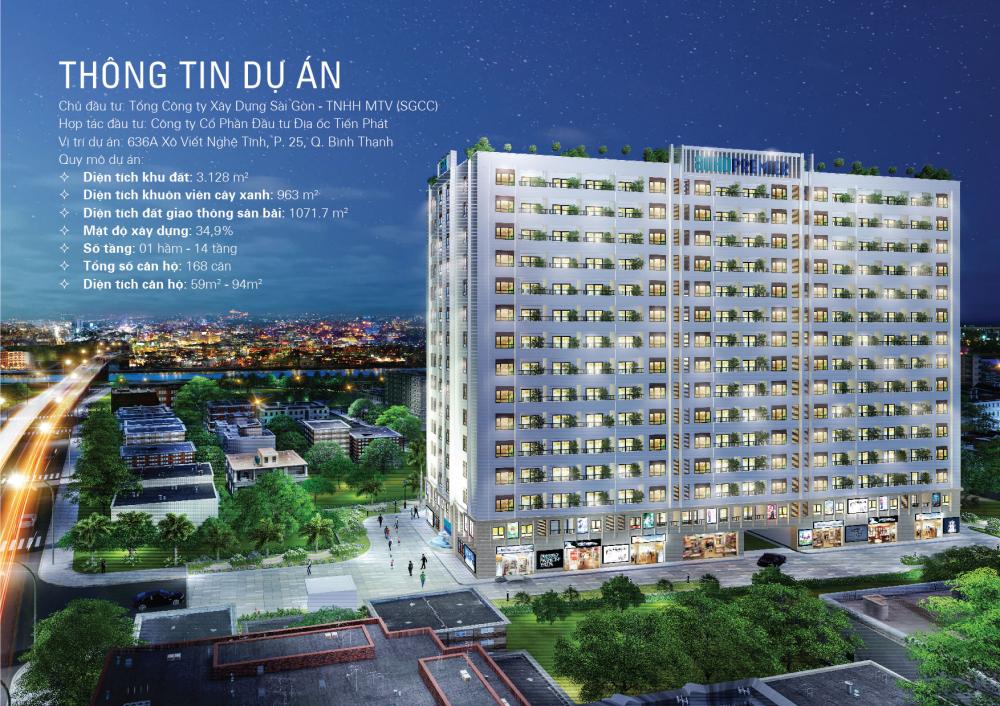 THÔNG TIN DỰ ÁN
Chủ đầu tư: Tổng Công ty Xây Dựng Sài Gòn - TNHH MTV (SGCC)
Hợp tác đầu tư: Công ty Cổ Phần Đầu tư Địa ốc Tiến Phát
Vị trí dự án: 636A Xô Viết Nghệ Tĩnh, P. 25, Q. Bình Thạnh
Quy mô dự án:
✧ Diện tích khu đất: 3.128 m²
✧ Diện tích khuôn viên cây xanh: 963 m²
✧ Diện tích đất giao thông sân bãi: 1071.7 m²
✧ Mật độ xây dựng: 34,9%
✧ Số tầng: 01 hầm - 14 tầng
✧ Tổng số căn hộ: 168 căn
✧ Diện tích căn hộ: 59m² - 94m²
PREMIER